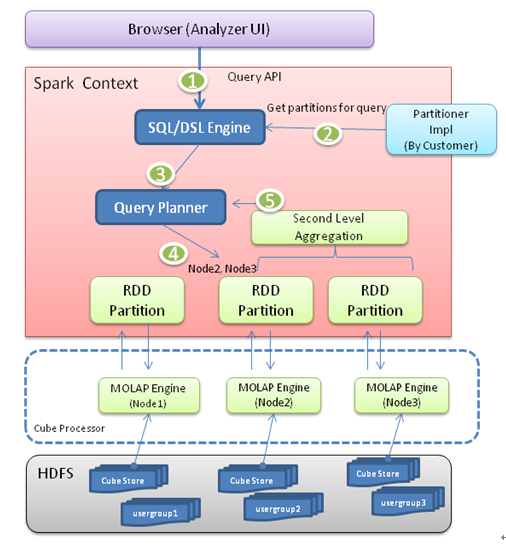 Browser (Analyzer UI)
1
Query API
Spark Context
Get partitions for query
SQL/DSL Engine
2
Partitioner
Impl
(By Customer)
3
5
Query Planner
Second Level
Aggregation
4
Node2, Node3
RDD
Partition
RDD
Partition
RDD
Partition
MOLAP Engine
(Node1)
MOLAP Engine
(Node2)
MOLAP Engine
(Node3)
Cube Processor
HDFS
Cube Store
usergroup1
Cube Store
usergroup2
Cube Store
usergroup3